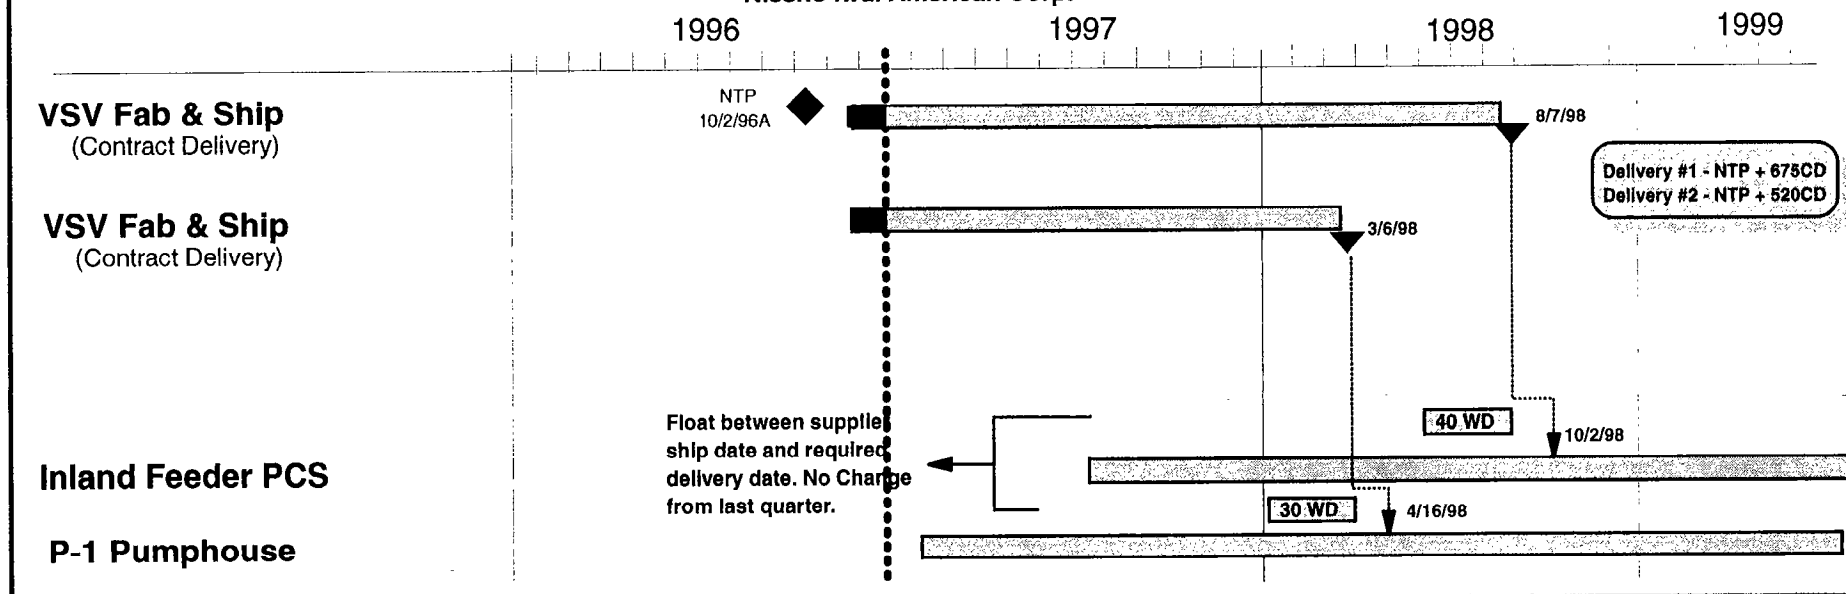 American Corp.
1996 1997 1998 1999
VSV Fab & Ship
(Contract Delivery)
NTP
10/2/96A
8/7/98
Delivery #1 - NTP + 675CD
Delivery #2 - NTP + 520CD
VSV Fab & Ship
(Contract Delivery)
3/6/98
Float between supplier
ship date and required
delivery date. No Change
from last quarter.
40 WD
10/2/98
Inland Feeder PCS
30 WD
4/16/98
P-1 Pumphouse